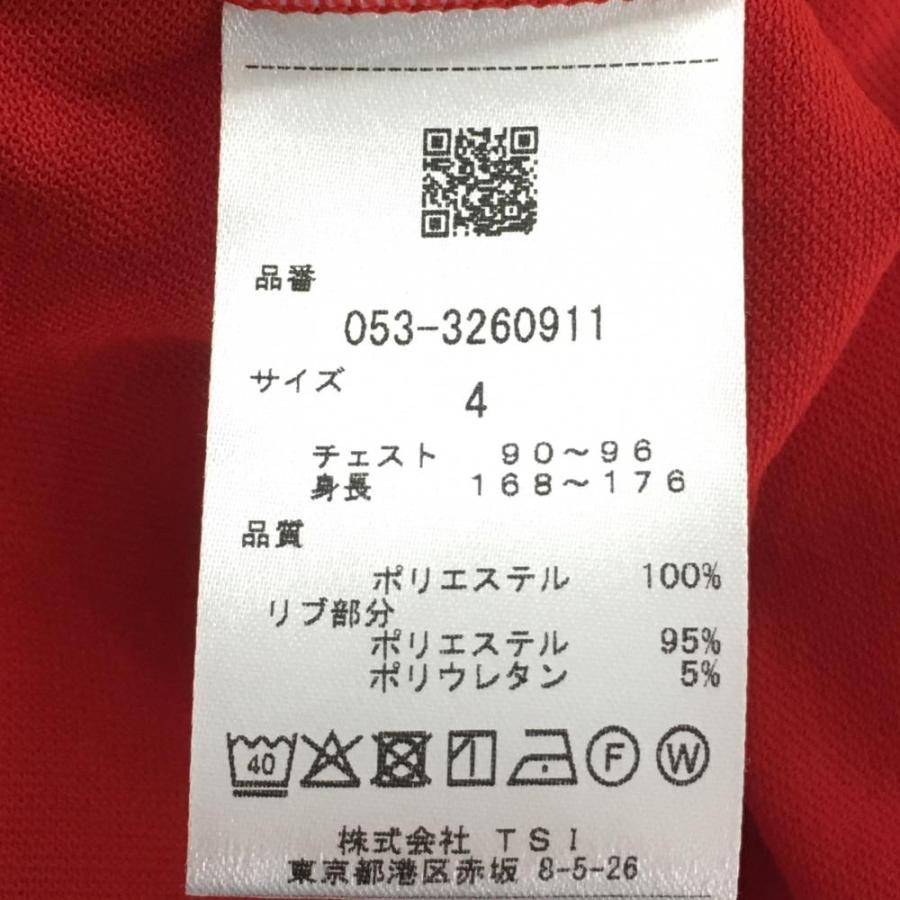 品番
053-3260911
サイズ
4
チェスト 90～96
身長 168～176
品質
ポリエステル 100%
リブ部分
ポリエステル 95%
ポリウレタン 5%
40 F W
株式会社 TSI
東京都港区赤坂 8-5-26